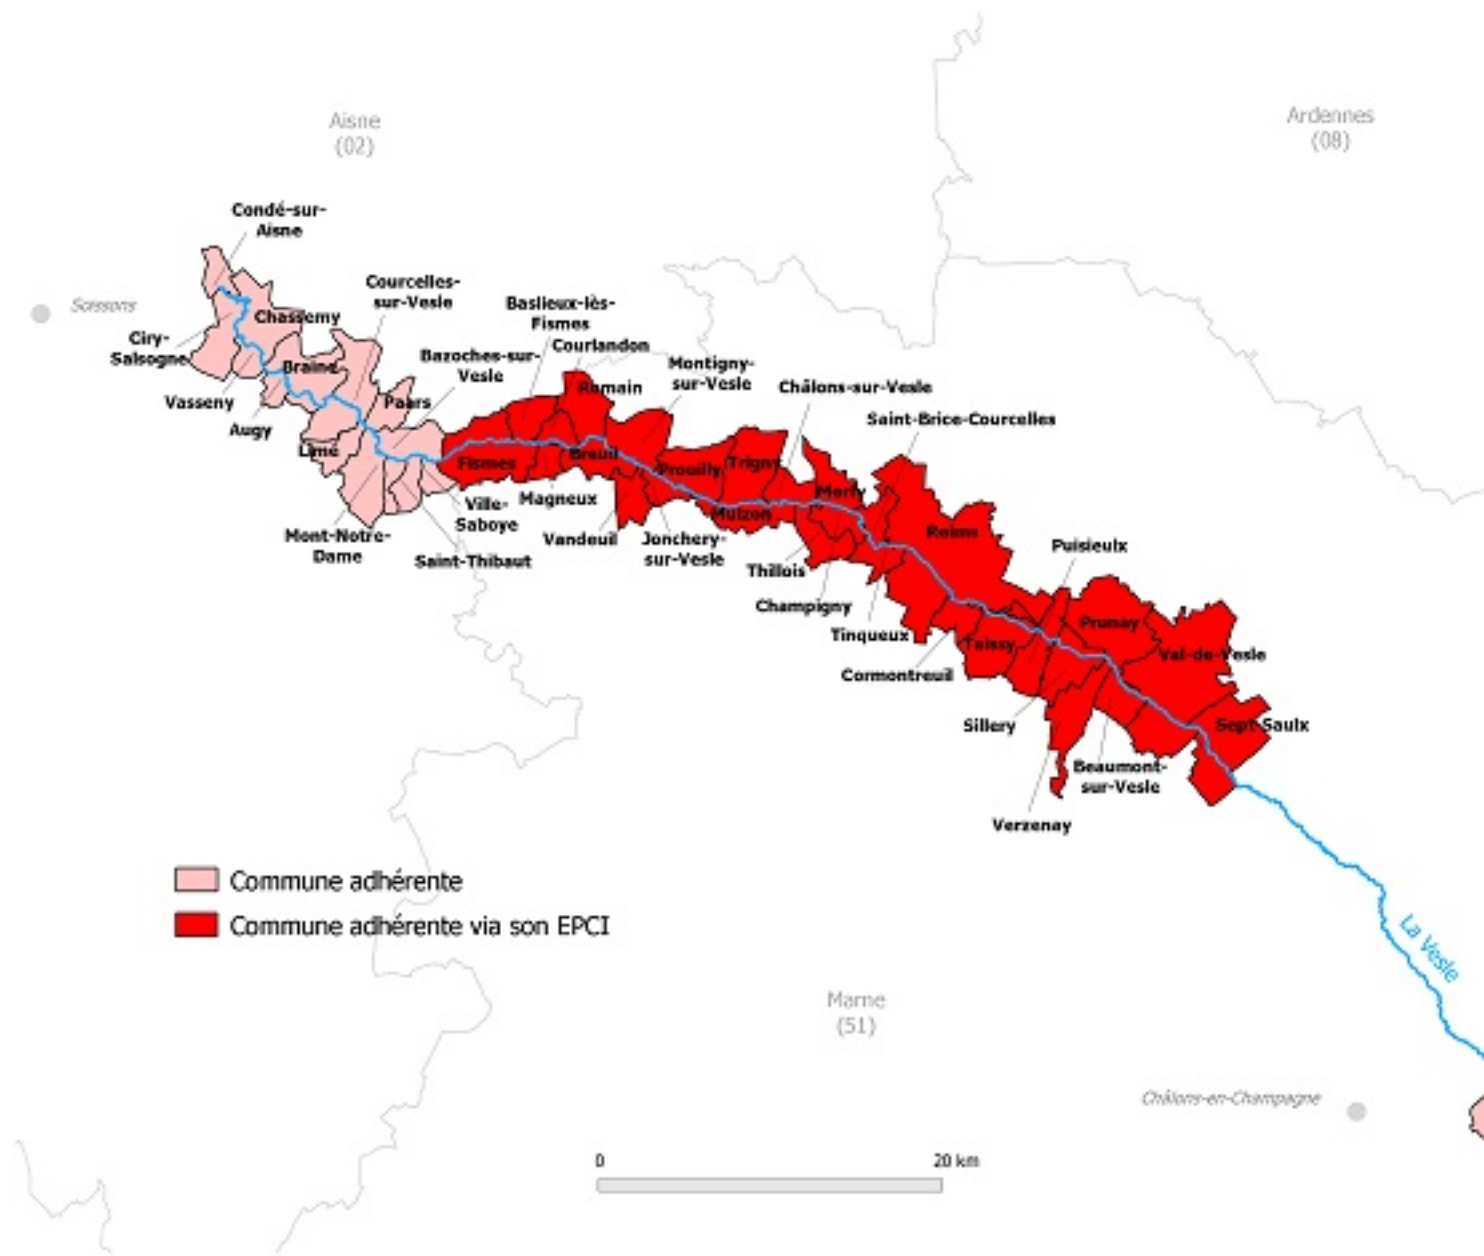 Aisne
(02)
Ardennes
(08)
Condé-sur-
Aisne
Soissons
Courcelles-
sur-Vesle
Chassemy
Ciry-
Salsogne
Baslieux-lès-
Fismes
Courlandon
Bazoches-sur-
Vesle
Montigny-
sur-Vesle
Braine
Romain
Châlons-sur-Vesle
Vasseny
Paars
Saint-Brice-Courcelles
Augy
Limé
Fismes
Breuil
Prouilly
Trigny
Merfy
Magneux
Ville-
Saboye
Muizon
Reims
Mont-Notre-
Dame
Vandeuil
Jonchery-
sur-Vesle
Saint-Thibaut
Thillois
Puisieulx
Champigny
Tinqueux
Prunay
Taissy
Val-de-Vesle
Cormontreuil
Sillery
Sept-Saulx
Beaumont-
sur-Vesle
Verzenay
Commune adhérente
Commune adhérente via son EPCI
La Vesle
Marne
(51)
Châlons-en-Champagne
0 20 km